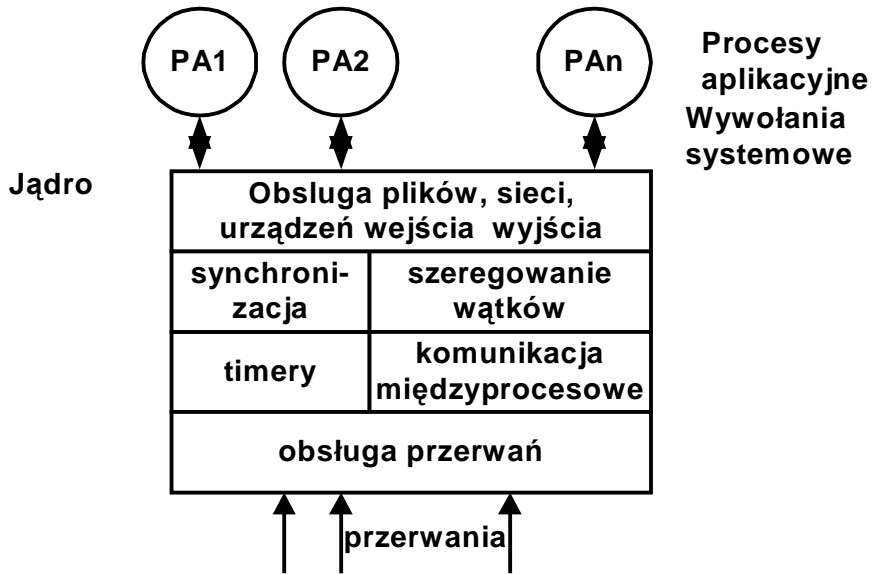 PA1
PA2
PAn
Procesy
aplikacyjne
Wywołania
systemowe
Jądro
Obsluga plików, sieci,
urządzeń wejścia wyjścia
synchroni-
zacja
szeregowanie
wątków
timery
komunikacja
międzyprocesowe
obsługa przerwań
przerwania